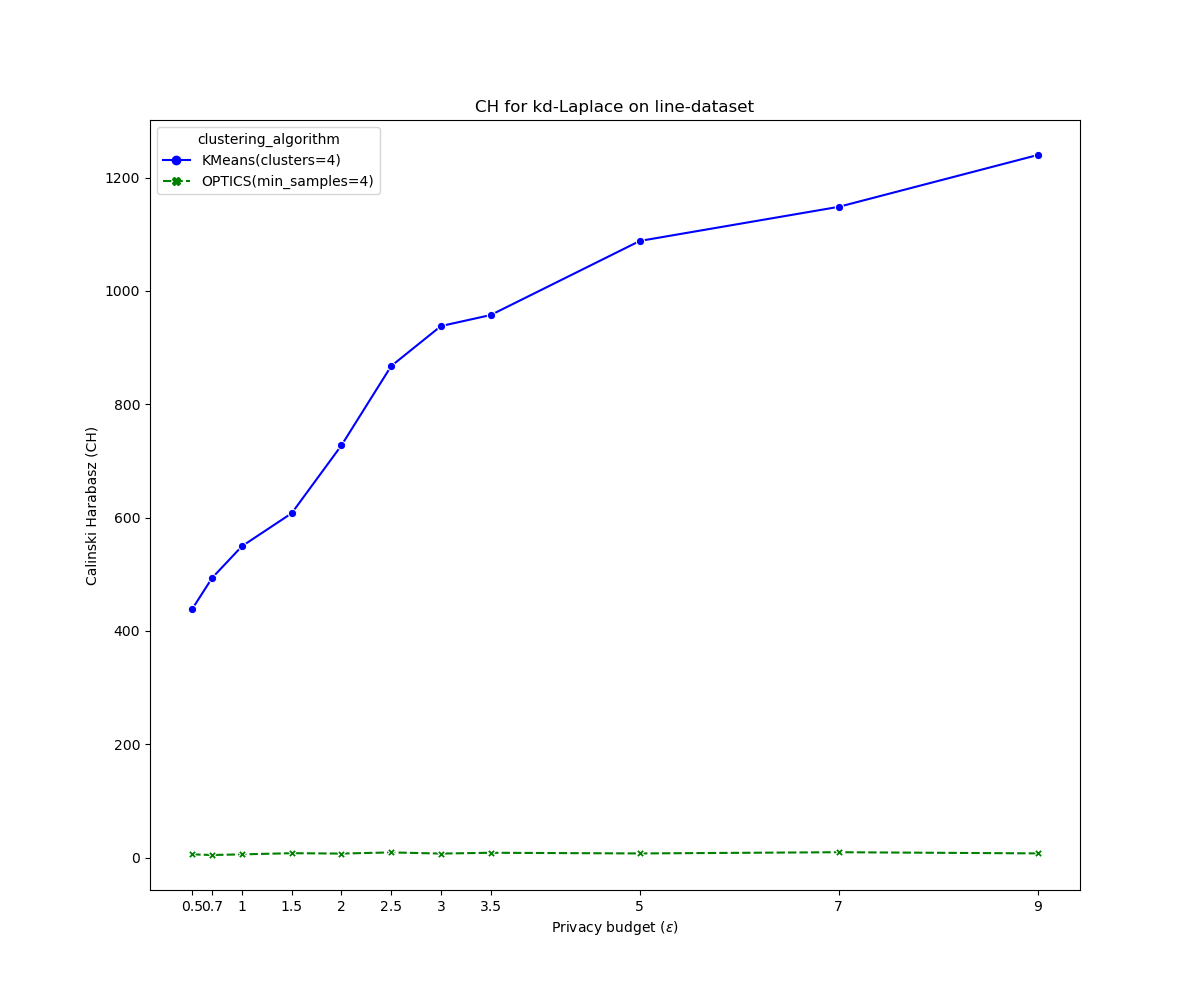 CH for kd-Laplace on line-dataset
clustering_algorithm
KMeans(clusters=4)
OPTICS(min_samples=4)
Calinski Harabasz (CH)
1200
1000
800
600
400
200
0
0.5 0.7 1 1.5 2 2.5 3 3.5 5 7 9
Privacy budget (ε)